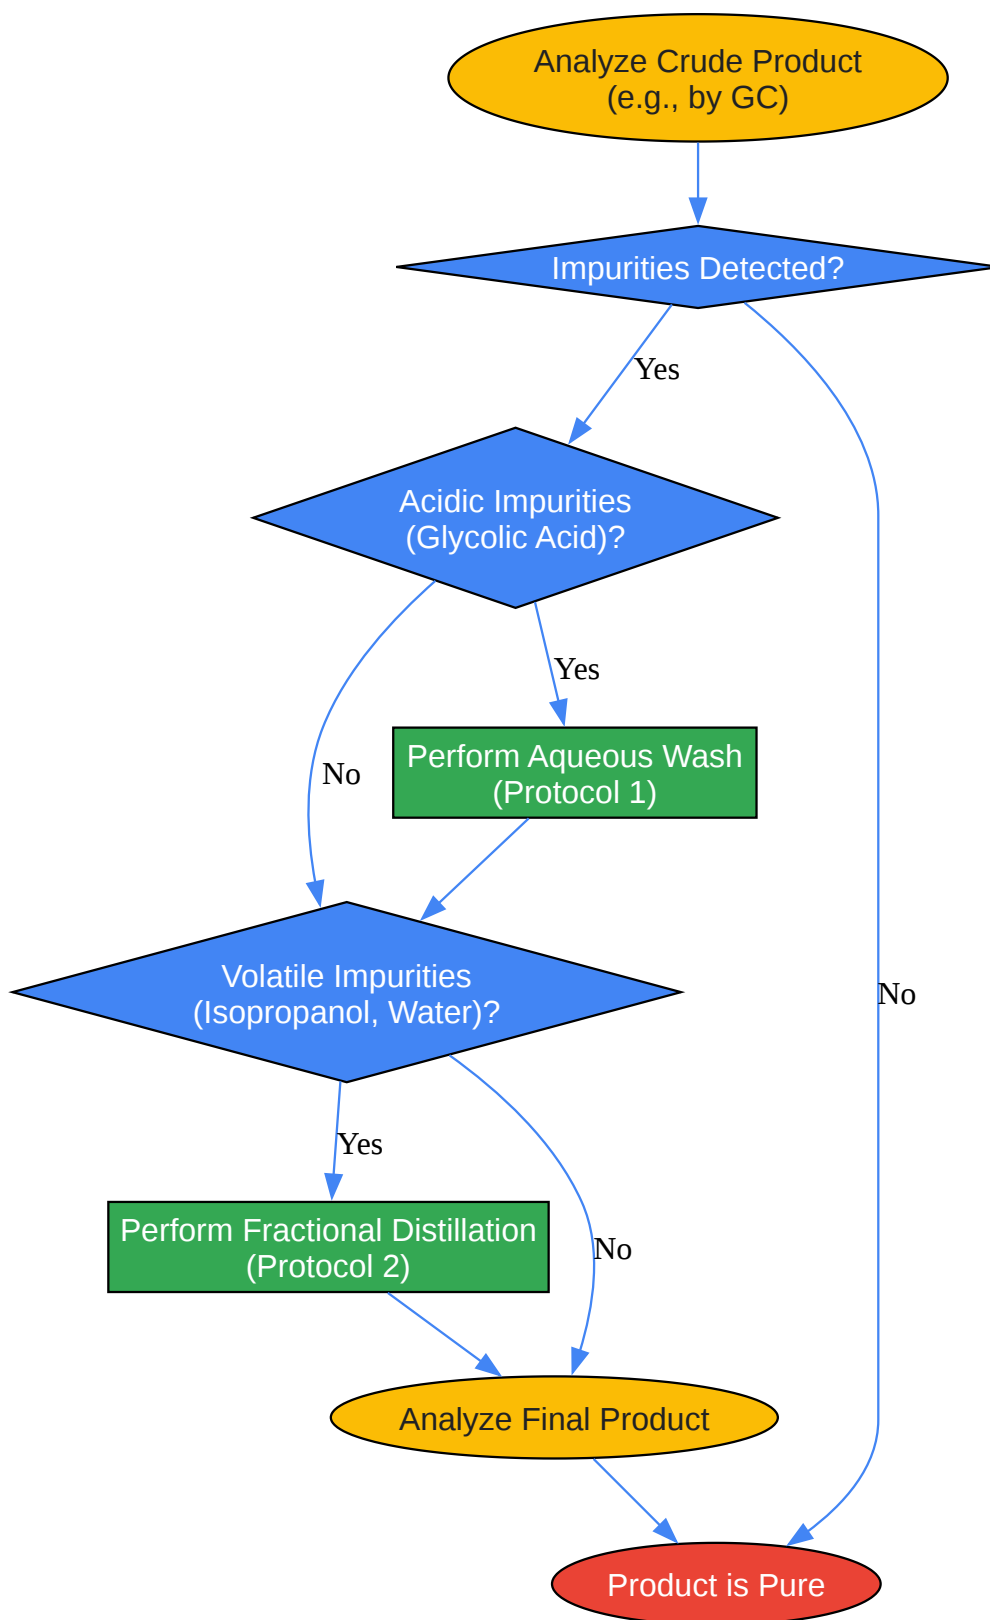 Analyze Crude Product
(e.g., by GC)
Impurities Detected?
Yes
Acidic Impurities
(Glycolic Acid)?
Yes
No
Perform Aqueous Wash
(Protocol 1)
Volatile Impurities
(Isopropanol, Water)?
No
Yes
No
Perform Fractional Distillation
(Protocol 2)
Analyze Final Product
Product is Pure